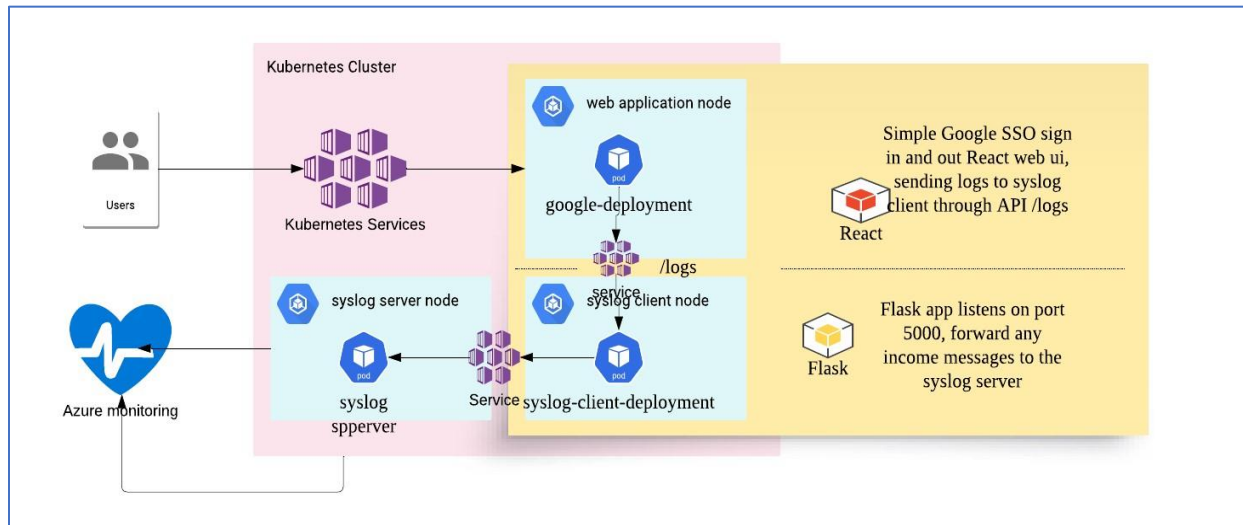 Kubernetes Cluster
web application node
pod
google-deployment
Users
Kubernetes Services
Simple Google SSO sign
in and out React web ui,
sending logs to syslog
client through API /logs
React
/logs
service
syslog server node
syslog client node
pod
syslog
spperver
Service
pod
syslog-client-deployment
Flask app listens on port
5000, forward any
income messages to the
syslog server
Flask
Azure monitoring